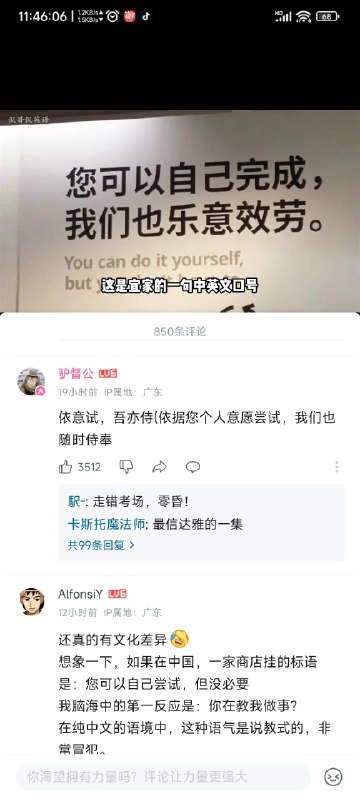 11:46:06
1.2KB/s
1.6KB/s
68
侃哥侃英语
您可以自己完成，
我们也乐意效劳。
You can do it yourself,
but y
这是宜家的一句中英文口号
850条评论
驴督公 LV6
19小时前 IP属地：广东
依意试，吾亦侍(依据您个人意愿尝试，我们也
随时侍奉
3512
駅-: 走错考场，零昏！
卡斯托魔法师: 最信达雅的一集
共99条回复 >
AlfonsiY LV5
12小时前 IP属地：广东
还真的有文化差异
想象一下，如果在中国，一家商店挂的标语
是：您可以自己尝试，但没必要
我脑海中的第一反应是：你在教我做事？
在纯中文的语境中，这种语气是说教式的，非
常冒犯。
你渴望拥有力量吗？评论让力量更强大